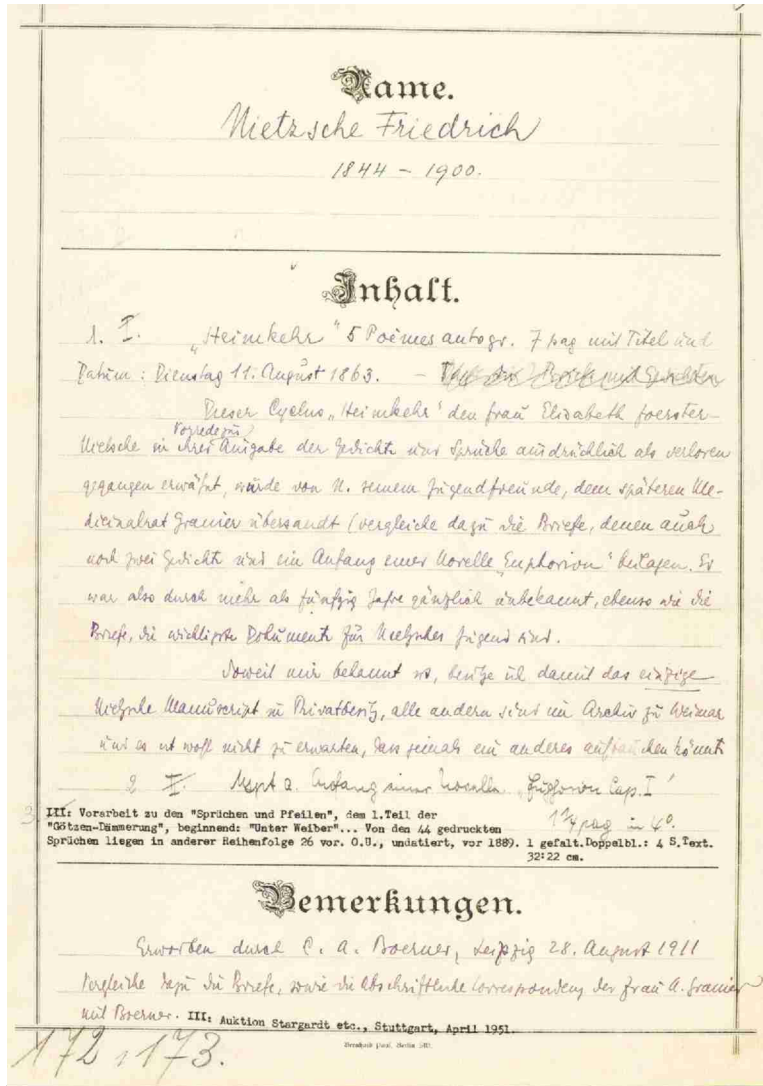 Name.
Nietzsche Friedrich
1844 – 1900.
Inhalt.
1. I. „Heimkehr" 5 Poëmes autogr. 7 pag mit Titel und
Datum: Dienstag 11. August 1863. –
Dieser Cyclus „Heimkehr" den Frau Elisabeth Foerster-
Vorrede zu
Nietzsche in ihrer Ausgabe der Gedichte und Sprüche ausdrücklich als verloren
gegangen erwähnt, wurde von N. seinem Jugendfreunde, dem späteren Me-
dicinalrat Granier übersandt (vergleiche dazu die Briefe, denen auch
noch zwei Gedichte und ein Anfang einer Novelle „Euphorion" beilagen. Er
war also durch mehr als fünfzig Jahre gänzlich unbekannt, ebenso wie die
Briefe, die wichtigste Dokumente für Nietzsches Jugend sind.
Soweit mir bekannt ist, besitze ich damit das einzige
Nietzsche Manuscript in Privatbesitz, alle andern sind im Archiv zu Weimar
und es ist wohl nicht zu erwarten, dass jemals ein anderes auftauchen könnte
2 II. Mspt a. Anfang einer Novelle. „Euphorion Cap. I"
1 1/4 pag in 4°.
3 III: Vorarbeit zu den "Sprüchen und Pfeilen", dem 1.Teil der
"Götzen-Dämmerung", beginnend: "Unter Weiber"... Von den 44 gedruckten
Sprüchen liegen in anderer Reihenfolge 26 vor. O.U., undatiert, vor 1889. 1 gefalt.Doppelbl.: 4 S.Text.
32:22 cm.
Bemerkungen.
Erworben durch C. A. Boerner, Leipzig 28. August 1911
Vergleiche dazu die Briefe, sowie die abschriftliche Correspondenz der Frau A. Granier
mit Boerner. III: Auktion Stargardt etc., Stuttgart, April 1951.
172, 173.